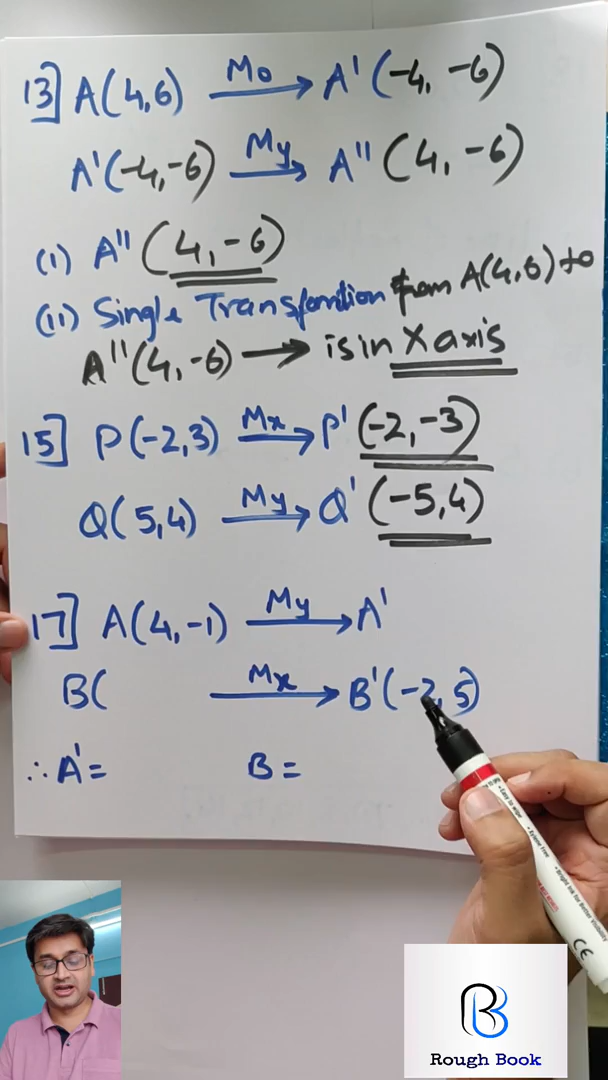 13] A(4,6) Mo → A'(-4, -6)
A'(-4,-6) My → A" (4, -6)
(i) A" (4,-6)
(ii) Single Transfontion from A(4,6) to
A"(4,-6) → is in X axis
15] P(-2,3) Mx → P' (-2,-3)
Q(5,4) My → Q' (-5,4)
17] A(4,-1) My → A'
B( Mx → B'(-2,5)
∴ A' = B =
CE
B
Rough Book